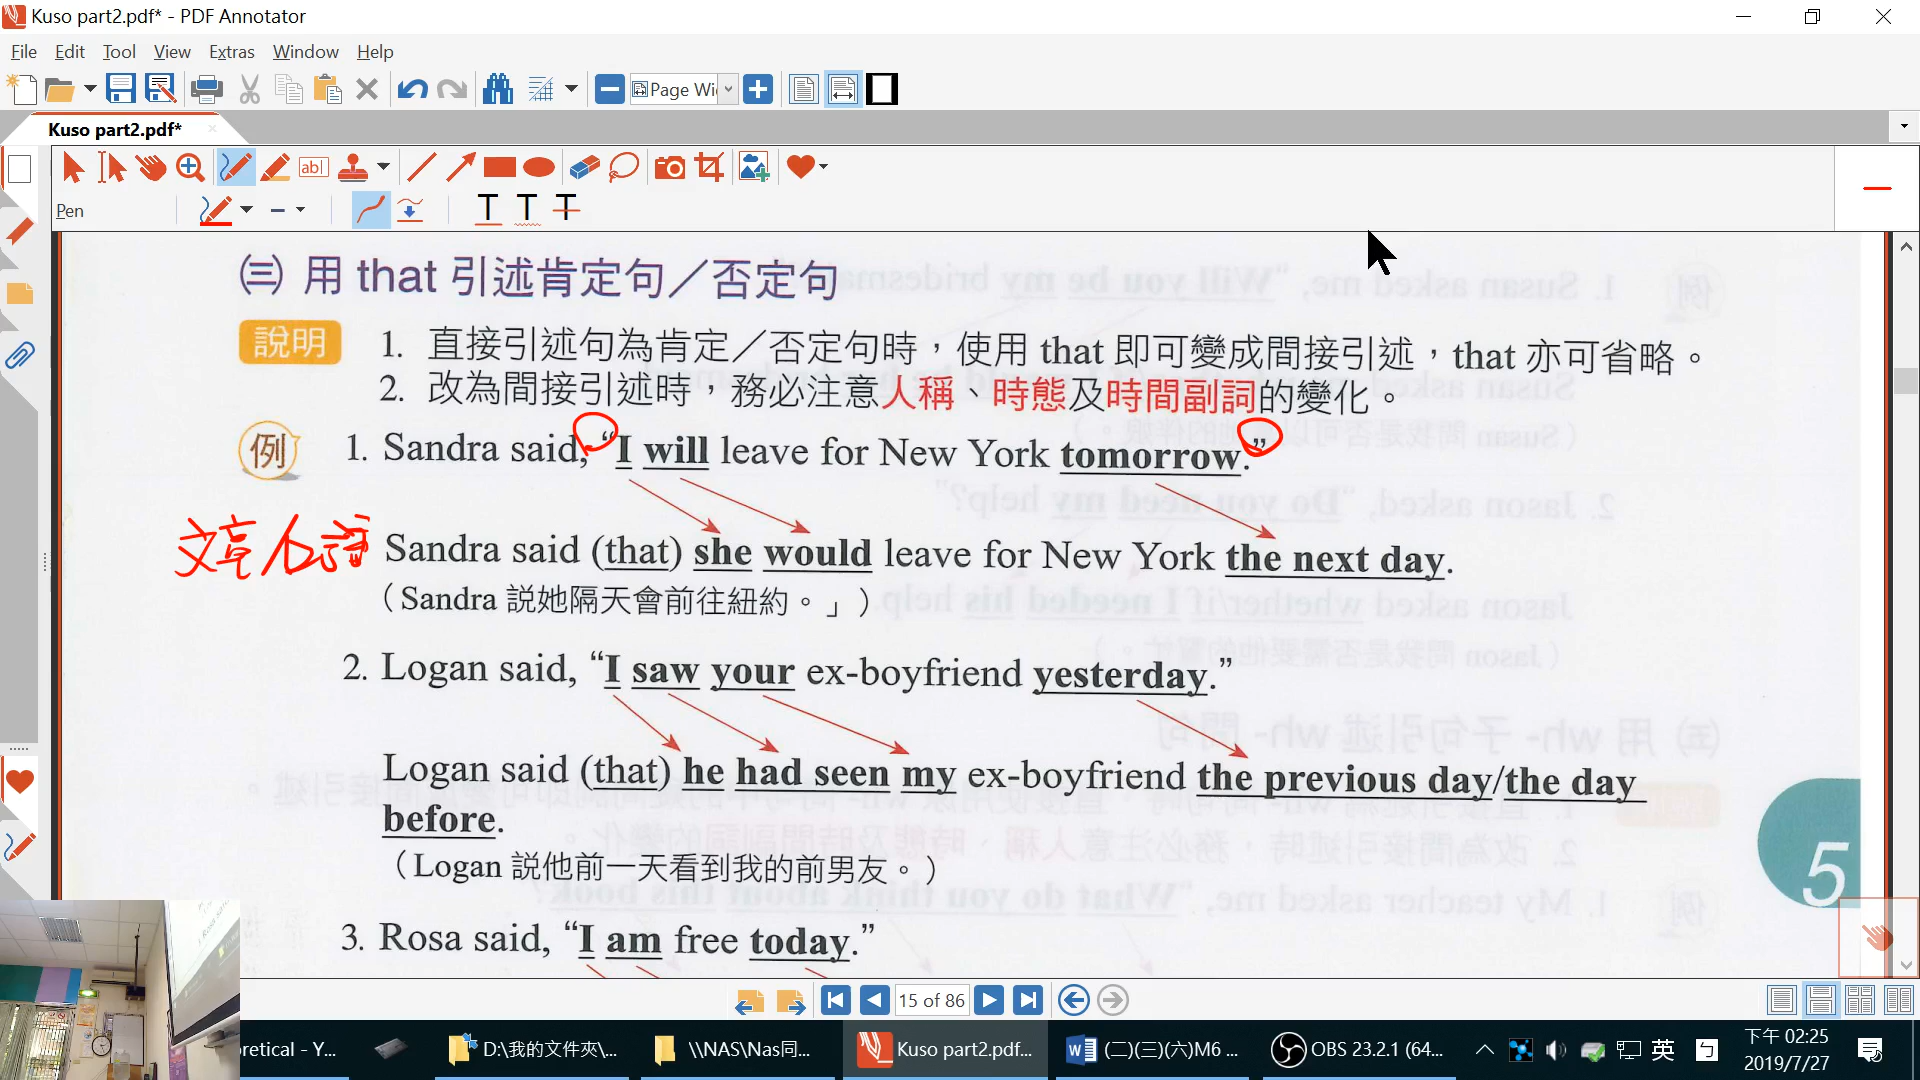 Kuso part2.pdf* - PDF Annotator
File Edit Tool View Extras Window Help
Page Wi
Kuso part2.pdf*
ab
Pen
T T T
(三) 用 that 引述肯定句／否定句
說明 1. 直接引述句為肯定／否定句時，使用 that 即可變成間接引述，that 亦可省略。
2. 改為間接引述時，務必注意人稱、時態及時間副詞的變化。
例 1. Sandra said, “I will leave for New York tomorrow.”
Sandra said (that) she would leave for New York the next day.
（Sandra 說她隔天會前往紐約。」）
2. Logan said, “I saw your ex-boyfriend yesterday.”
Logan said (that) he had seen my ex-boyfriend the previous day/the day
before.
（Logan 說他前一天看到我的前男友。）
3. Rosa said, “I am free today.”
5
15 of 86
retical - Y...
D:\我的文件夾\...
\\NAS\Nas同...
Kuso part2.pdf...
(二)(三)(六)M6 ...
OBS 23.2.1 (64...
英
ㄅ
下午 02:25
2019/7/27